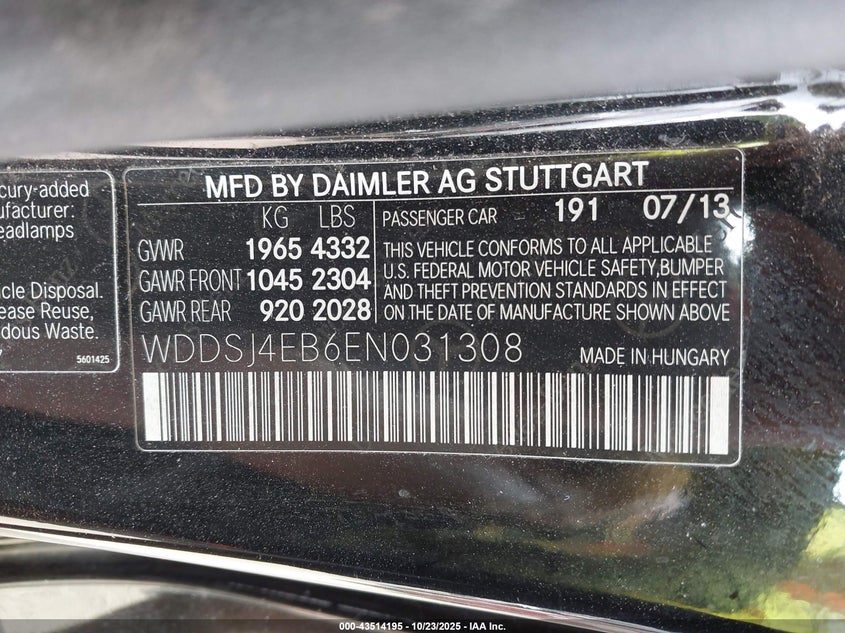 cury-added
nufacturer:
eadlamps
cle Disposal.
ease Reuse,
dous Waste.
5601425
MFD BY DAIMLER AG STUTTGART
KG LBS
GVWR 1965 4332
GAWR FRONT 1045 2304
GAWR REAR 920 2028
PASSENGER CAR 191 07/13
THIS VEHICLE CONFORMS TO ALL APPLICABLE
U.S. FEDERAL MOTOR VEHICLE SAFETY,BUMPER
AND THEFT PREVENTION STANDARDS IN EFFECT
ON THE DATE OF MANUFACTURE SHOWN ABOVE
WDDSJ4EB6EN031308 MADE IN HUNGARY
000-43514195 - 10/23/2025 - IAA Inc.